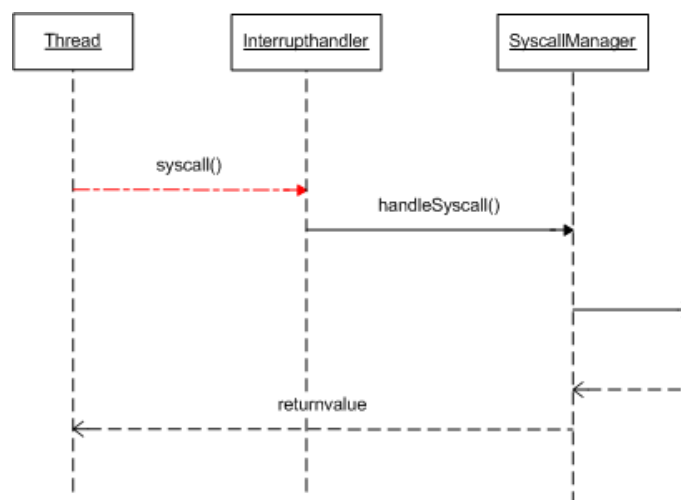 Thread
Interrupthandler
SyscallManager
syscall()
handleSyscall()
returnvalue